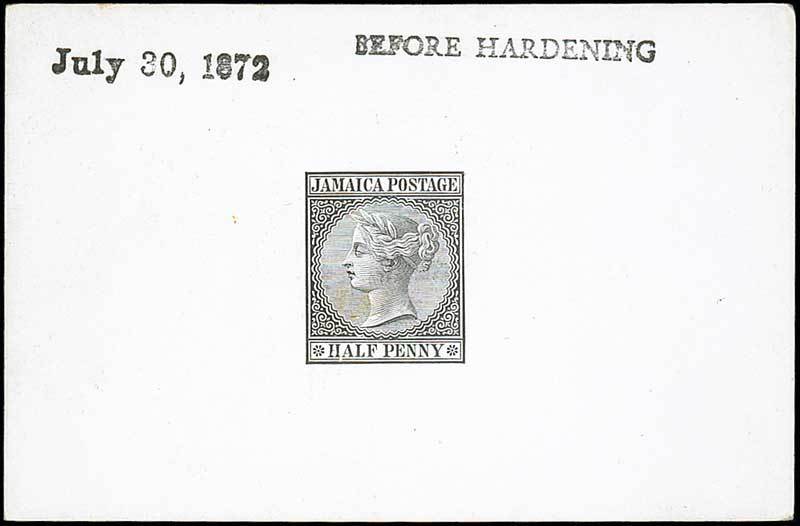 July 30, 1872
BEFORE HARDENING
JAMAICA POSTAGE
HALF PENNY